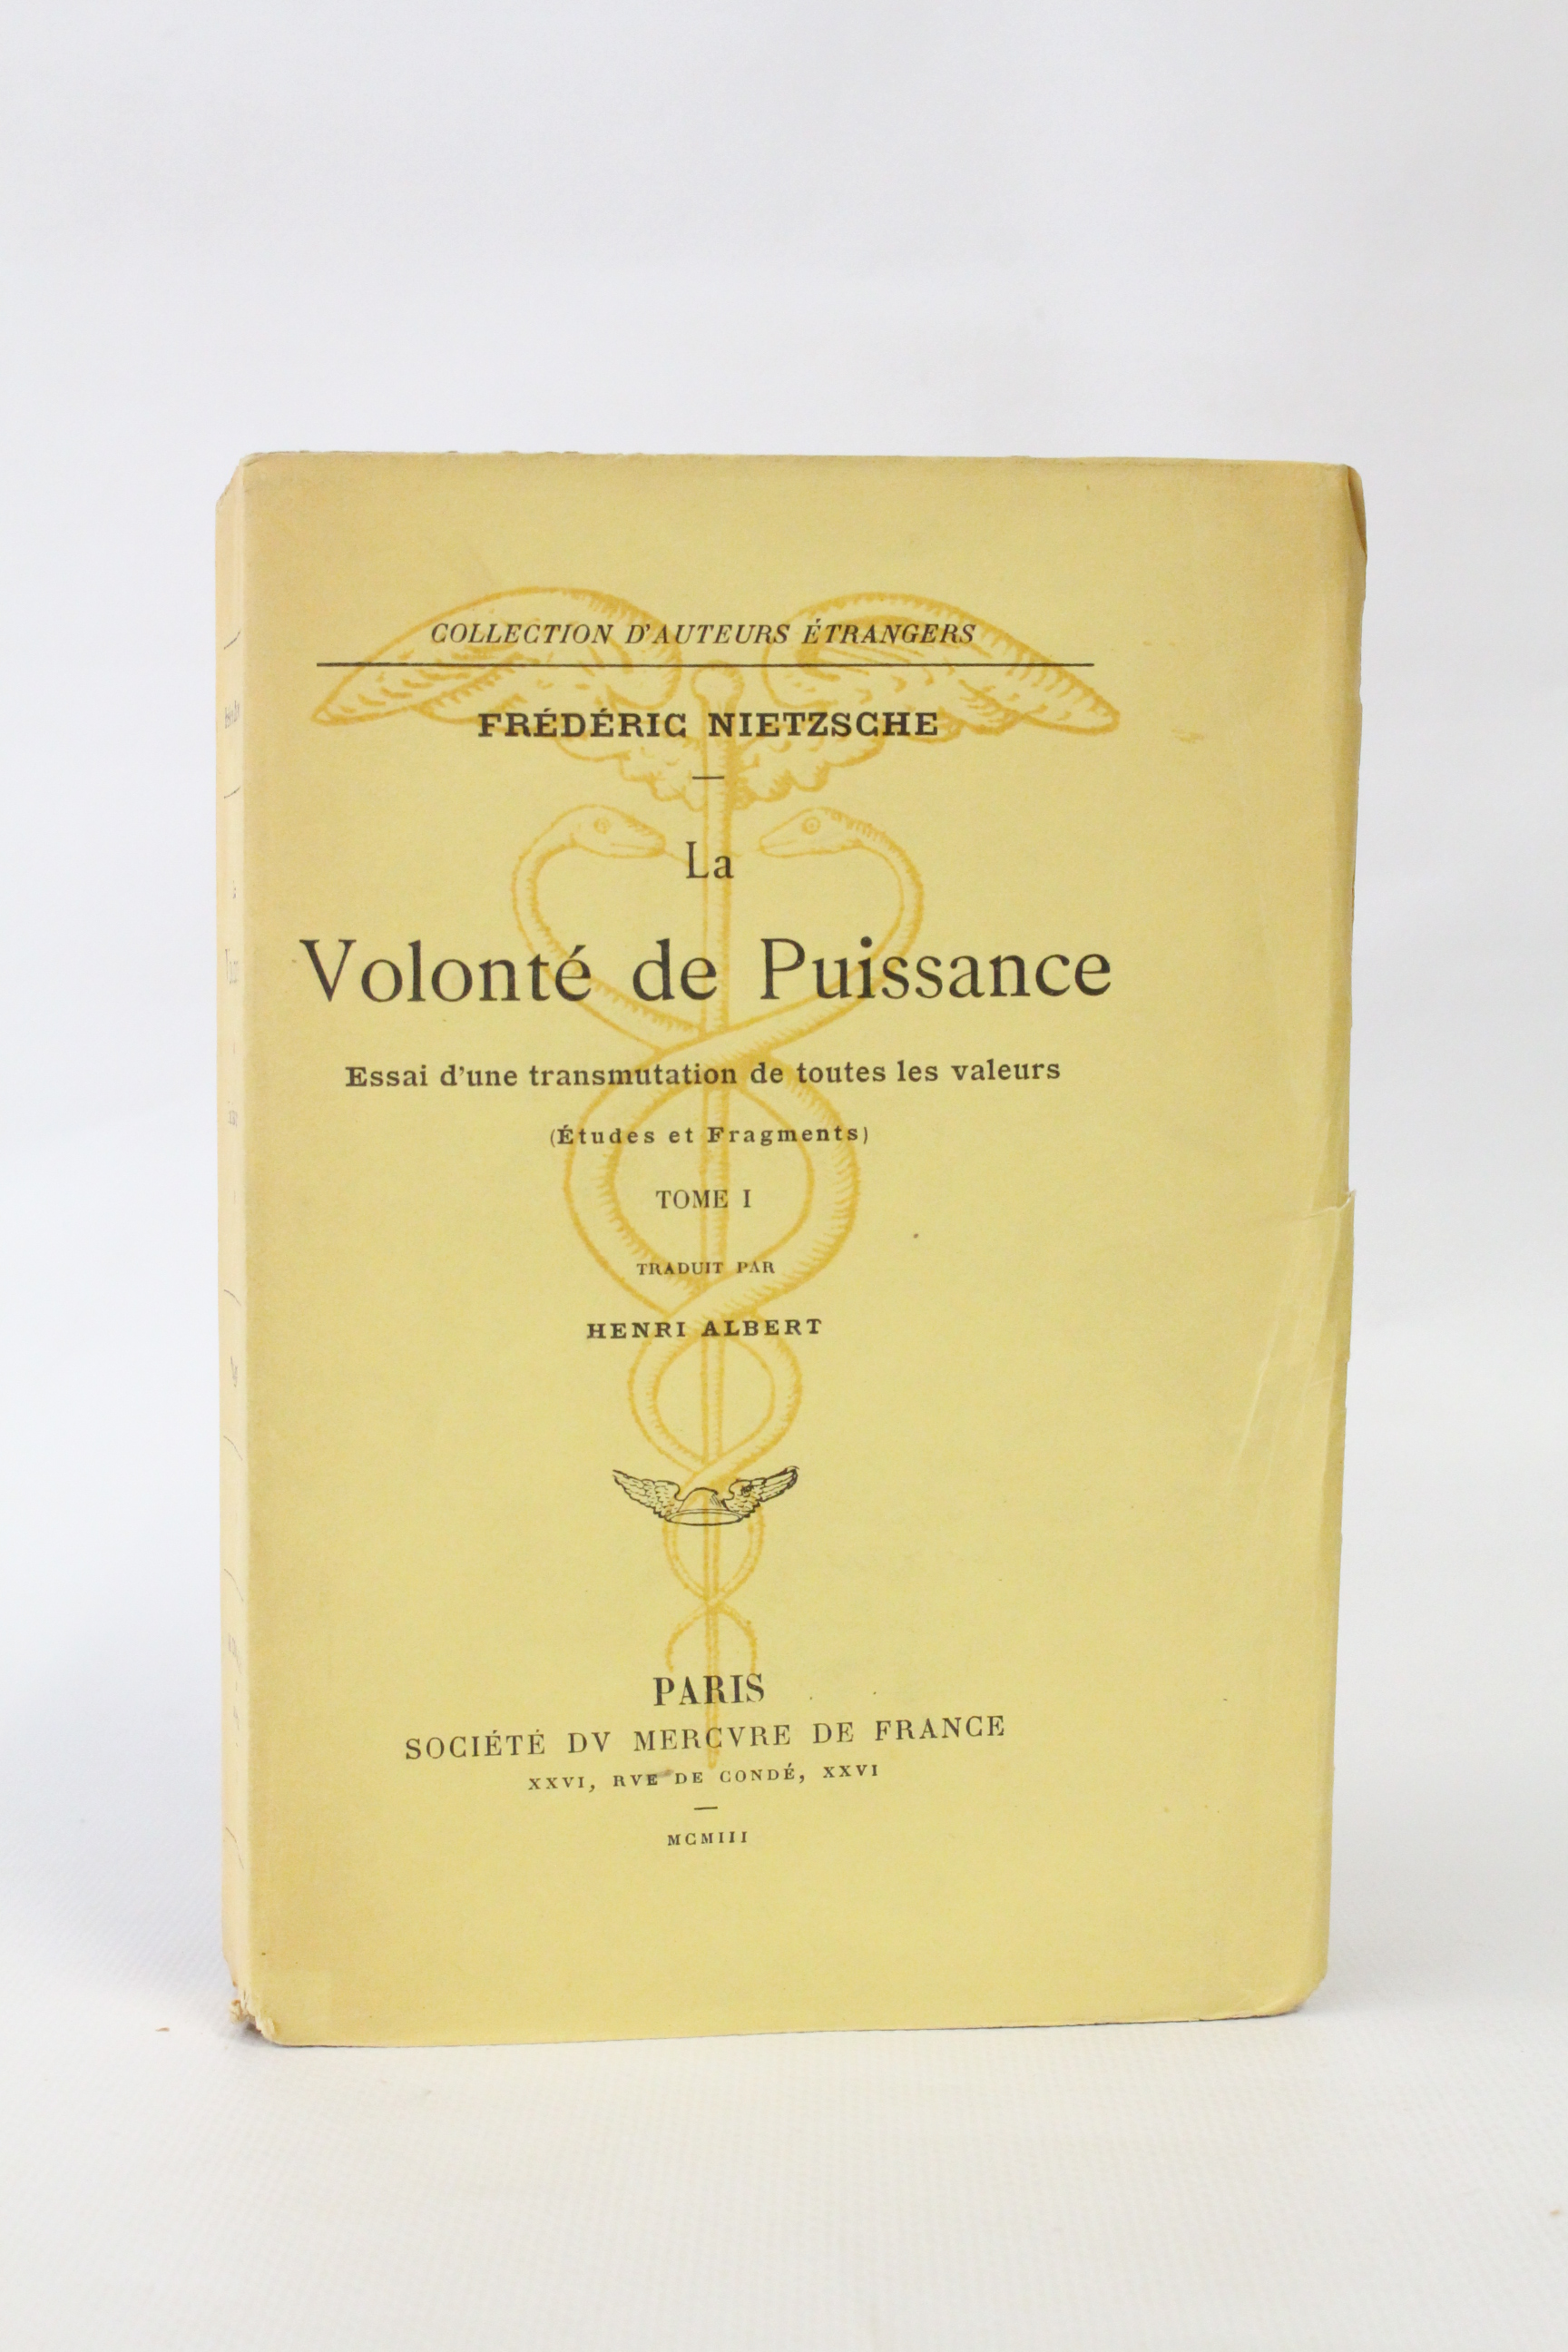 COLLECTION D'AUTEURS ÉTRANGERS
FRÉDÉRIC NIETZSCHE
La
Volonté de Puissance
Essai d'une transmutation de toutes les valeurs
(Études et Fragments)
TOME I
TRADUIT PAR
HENRI ALBERT
PARIS
SOCIÉTÉ DV MERCVRE DE FRANCE
XXVI, RVE DE CONDÉ, XXVI
MCMIII